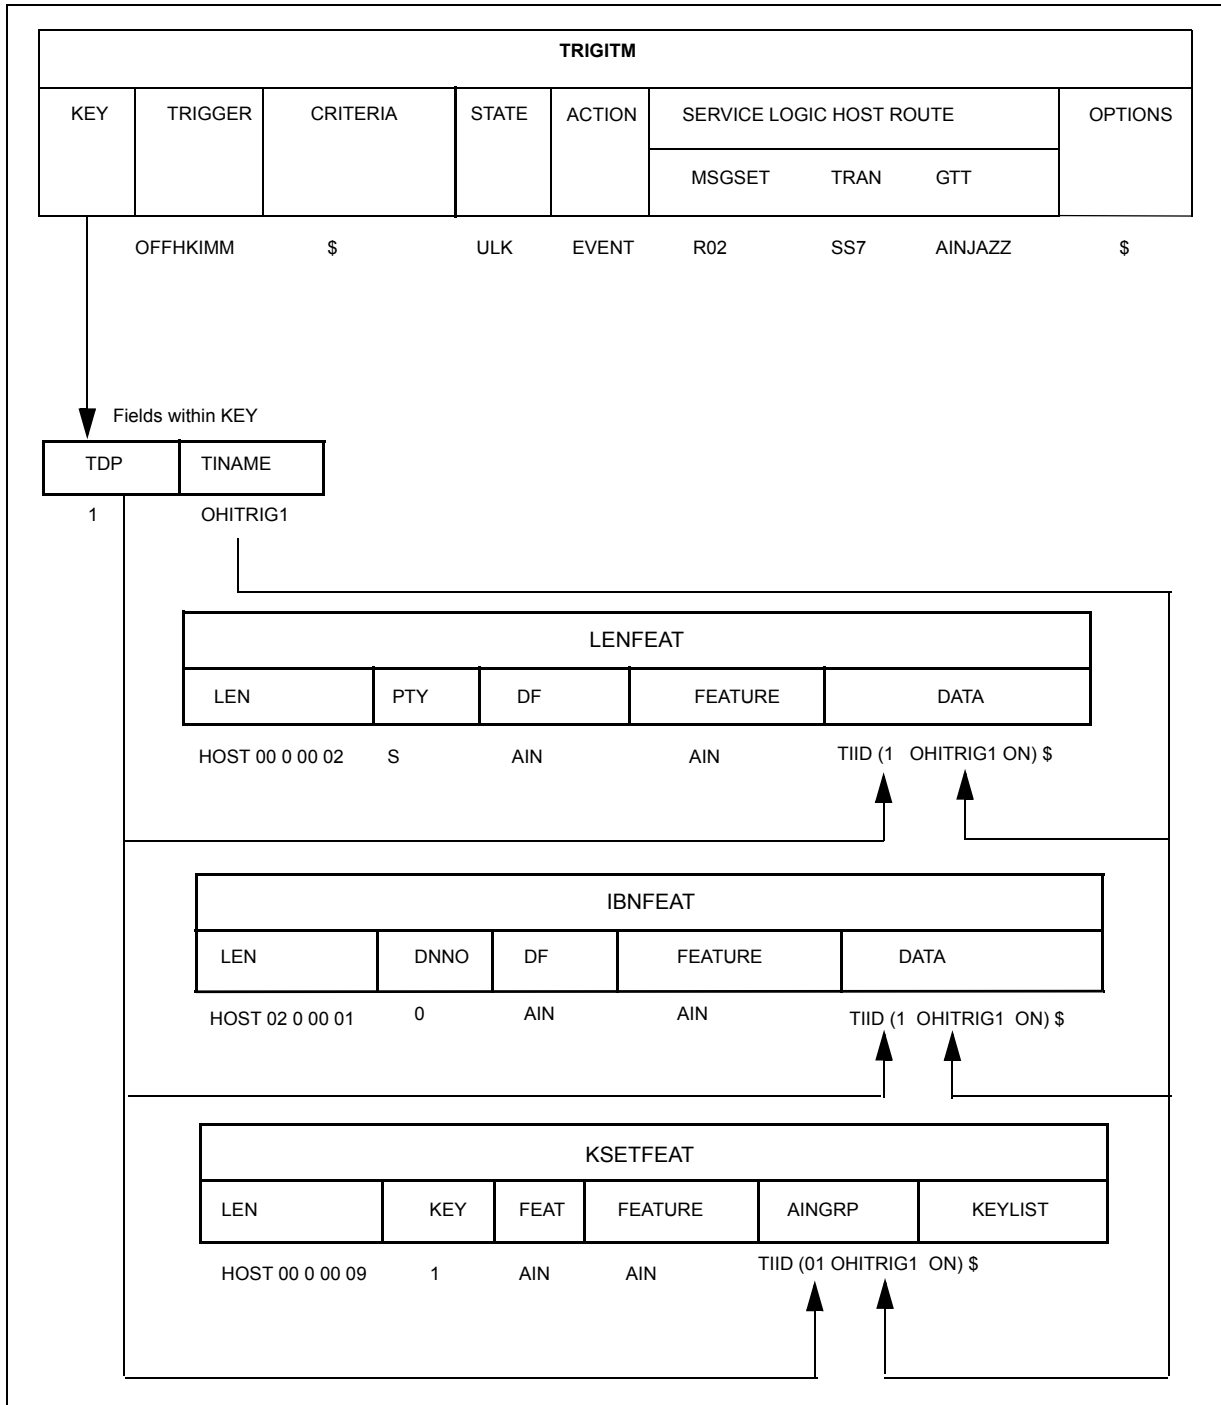 TRIGITM
KEY TRIGGER CRITERIA STATE ACTION SERVICE LOGIC HOST ROUTE OPTIONS
MSGSET TRAN GTT
OFFHKIMM $ ULK EVENT R02 SS7 AINJAZZ $
Fields within KEY
TDP TINAME
1 OHITRIG1
LENFEAT
LEN PTY DF FEATURE DATA
HOST 00 0 00 02 S AIN AIN TIID (1 OHITRIG1 ON) $
IBNFEAT
LEN DNNO DF FEATURE DATA
HOST 02 0 00 01 0 AIN AIN TIID (1 OHITRIG1 ON) $
KSETFEAT
LEN KEY FEAT FEATURE AINGRP KEYLIST
HOST 00 0 00 09 1 AIN AIN TIID (01 OHITRIG1 ON) $